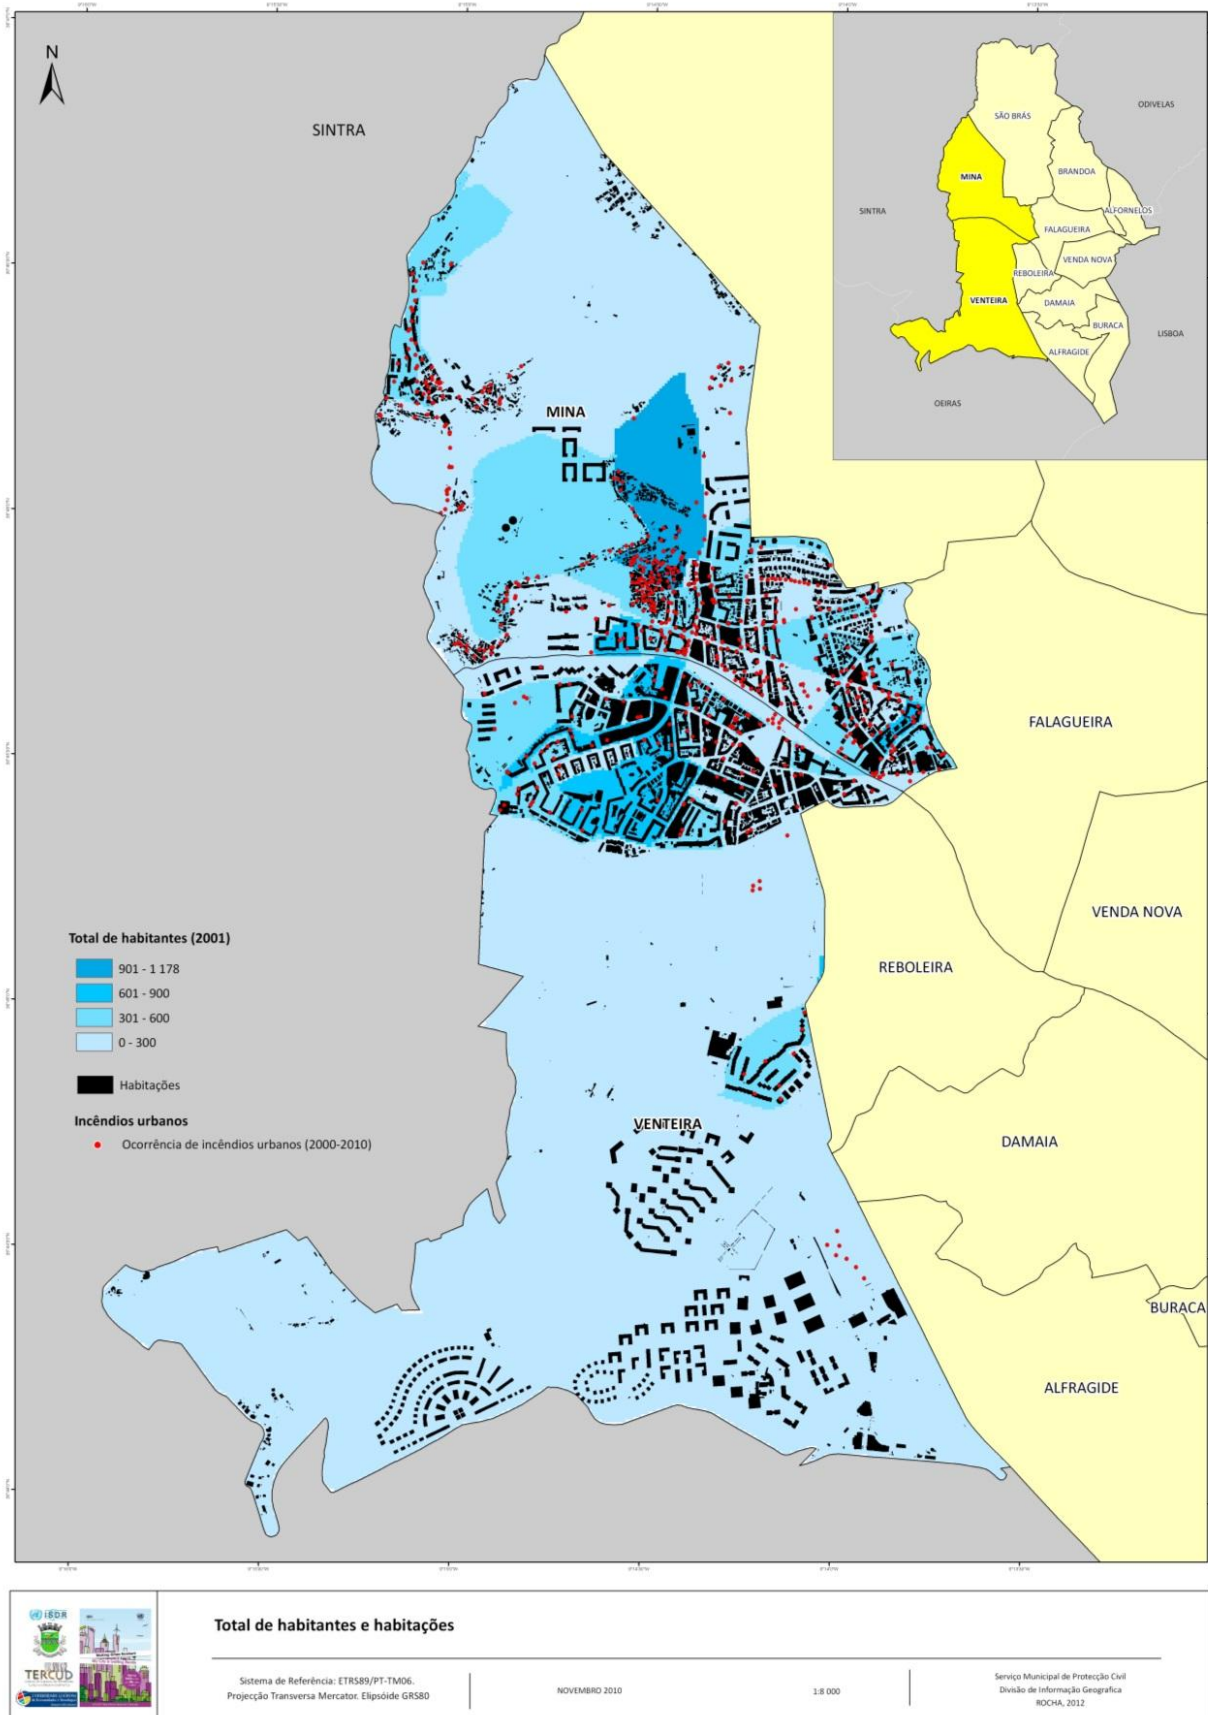 N
SINTRA
SÃO BRÁS
ODIVELAS
MINA
BRANDOA
ALFORNELOS
SINTRA
FALAGUEIRA
VENDA NOVA
REBOLEIRA
VENTEIRA
DAMAIA
BURACA
LISBOA
ALFRAGIDE
OEIRAS
MINA
FALAGUEIRA
VENDA NOVA
REBOLEIRA
Total de habitantes (2001)
901 - 1 178
601 - 900
301 - 600
0 - 300
Habitações
Incêndios urbanos
Ocorrência de incêndios urbanos (2000-2010)
VENTEIRA
DAMAIA
BURACA
ALFRAGIDE
ISDR
TERCUD
Total de habitantes e habitações
Sistema de Referência: ETRS89/PT-TM06.
Projecção Transversa Mercator. Elipsóide GRS80
NOVEMBRO 2010
1:8 000
Serviço Municipal de Protecção Civil
Divisão de Informação Geografica
ROCHA, 2012